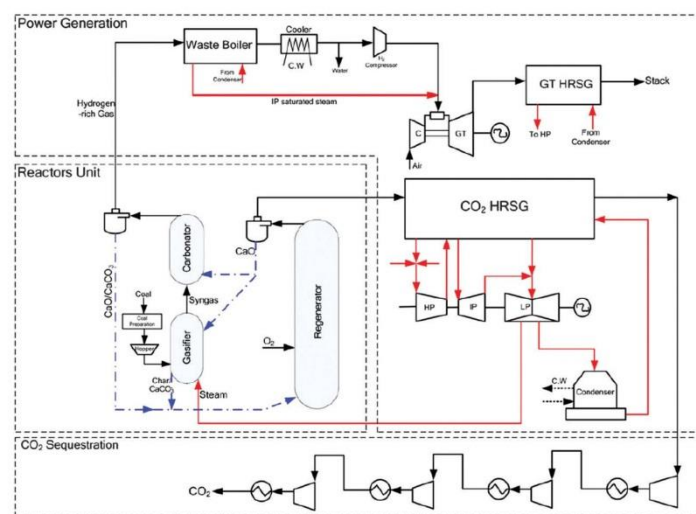 Power Generation
Waste Boiler
From
Condenser
Cooler
C.W
Water
H₂
Compressor
IP saturated steam
Hydrogen
-rich Gas
GT HRSG
Stack
To HP
From
Condenser
C
GT
Air
Reactors Unit
CO₂ HRSG
CaO
Carbonator
CaO/CaCO₃
Coal
Coal
Preparation
Syngas
Gasifier
O₂
Regenerator
Char/
CaCO₃
Steam
HP
IP
LP
C.W
Condenser
CO₂ Sequestration
CO₂